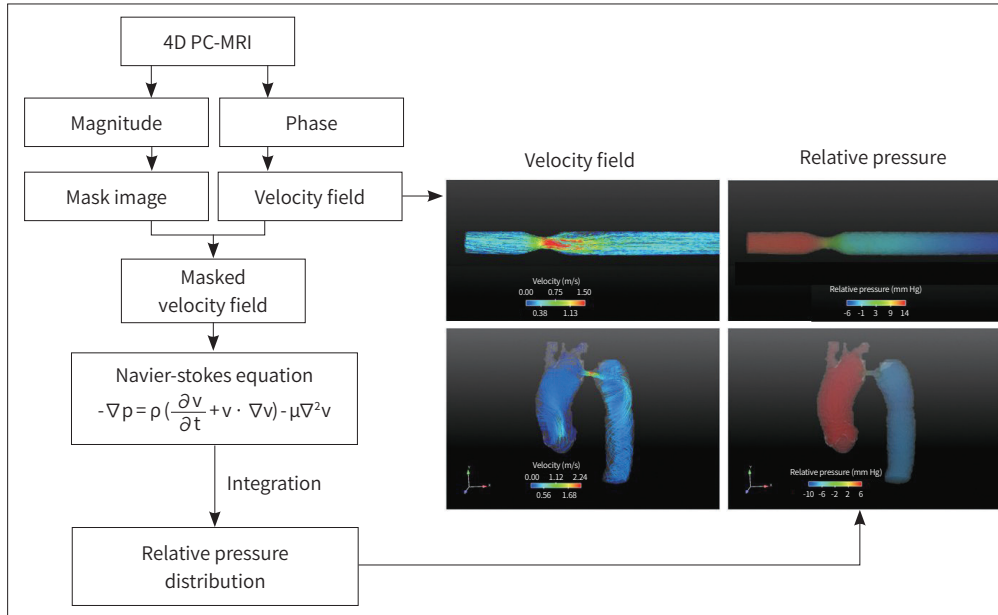 4D PC-MRI
Magnitude
Phase
Mask image
Velocity field
Masked
velocity field
Navier-stokes equation
- ∇p = ρ (∂v/∂t + v · ∇v) - μ∇²v
Integration
Relative pressure
distribution
Velocity field
Relative pressure
Velocity (m/s)
0.00 0.75 1.50
0.38 1.13
Relative pressure (mm Hg)
-6 -1 3 9 14
Velocity (m/s)
0.00 1.12 2.24
0.56 1.68
Relative pressure (mm Hg)
-10 -6 -2 2 6